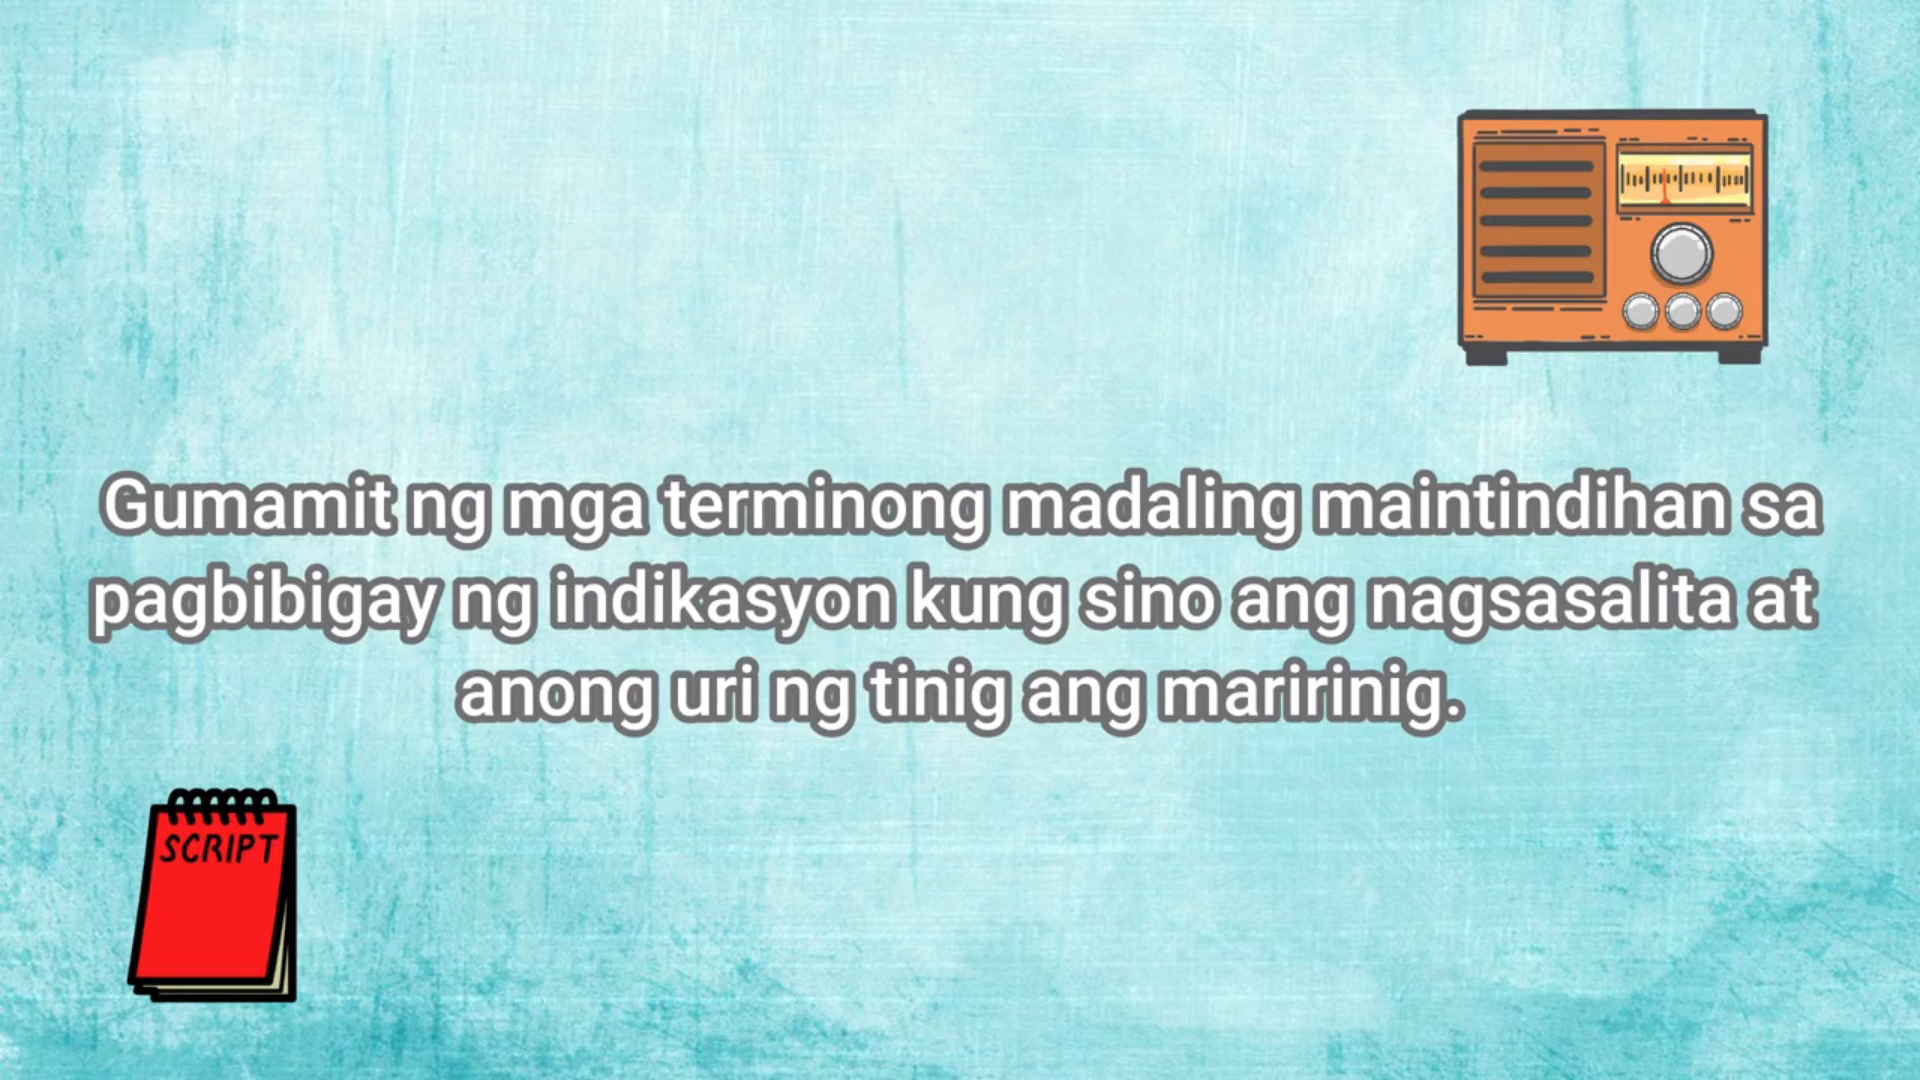 Gumamit ng mga terminong madaling maintindihan sa
pagbibigay ng indikasyon kung sino ang nagsasalita at
anong uri ng tinig ang maririnig.
SCRIPT